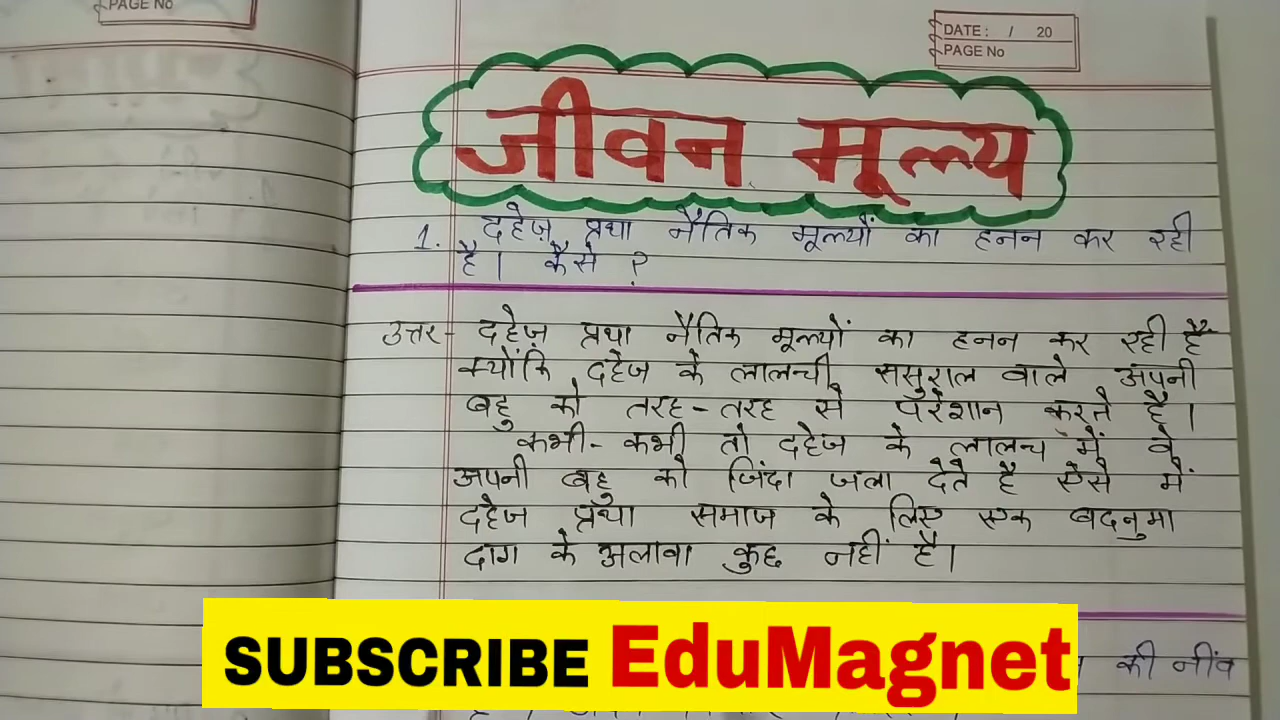 PAGE No
DATE : / 20
PAGE No
जीवन मूल्य
1. दहेज़ प्रथा नैतिक मूल्यों का हनन कर रही
है। कैसे ?
उत्तर - दहेज़ प्रथा नैतिक मूल्यों का हनन कर रही है
क्योंकि दहेज के लालची ससुराल वाले अपनी
बहु को तरह-तरह से परेशान करते है।
कभी-कभी तो दहेज के लालच में वे
अपनी बहु को जिंदा जला देते है ऐसे में
दहेज प्रथा समाज के लिए एक बदनुमा
दाग के अलावा कुछ नहीं है।
की नींव
SUBSCRIBE EduMagnet